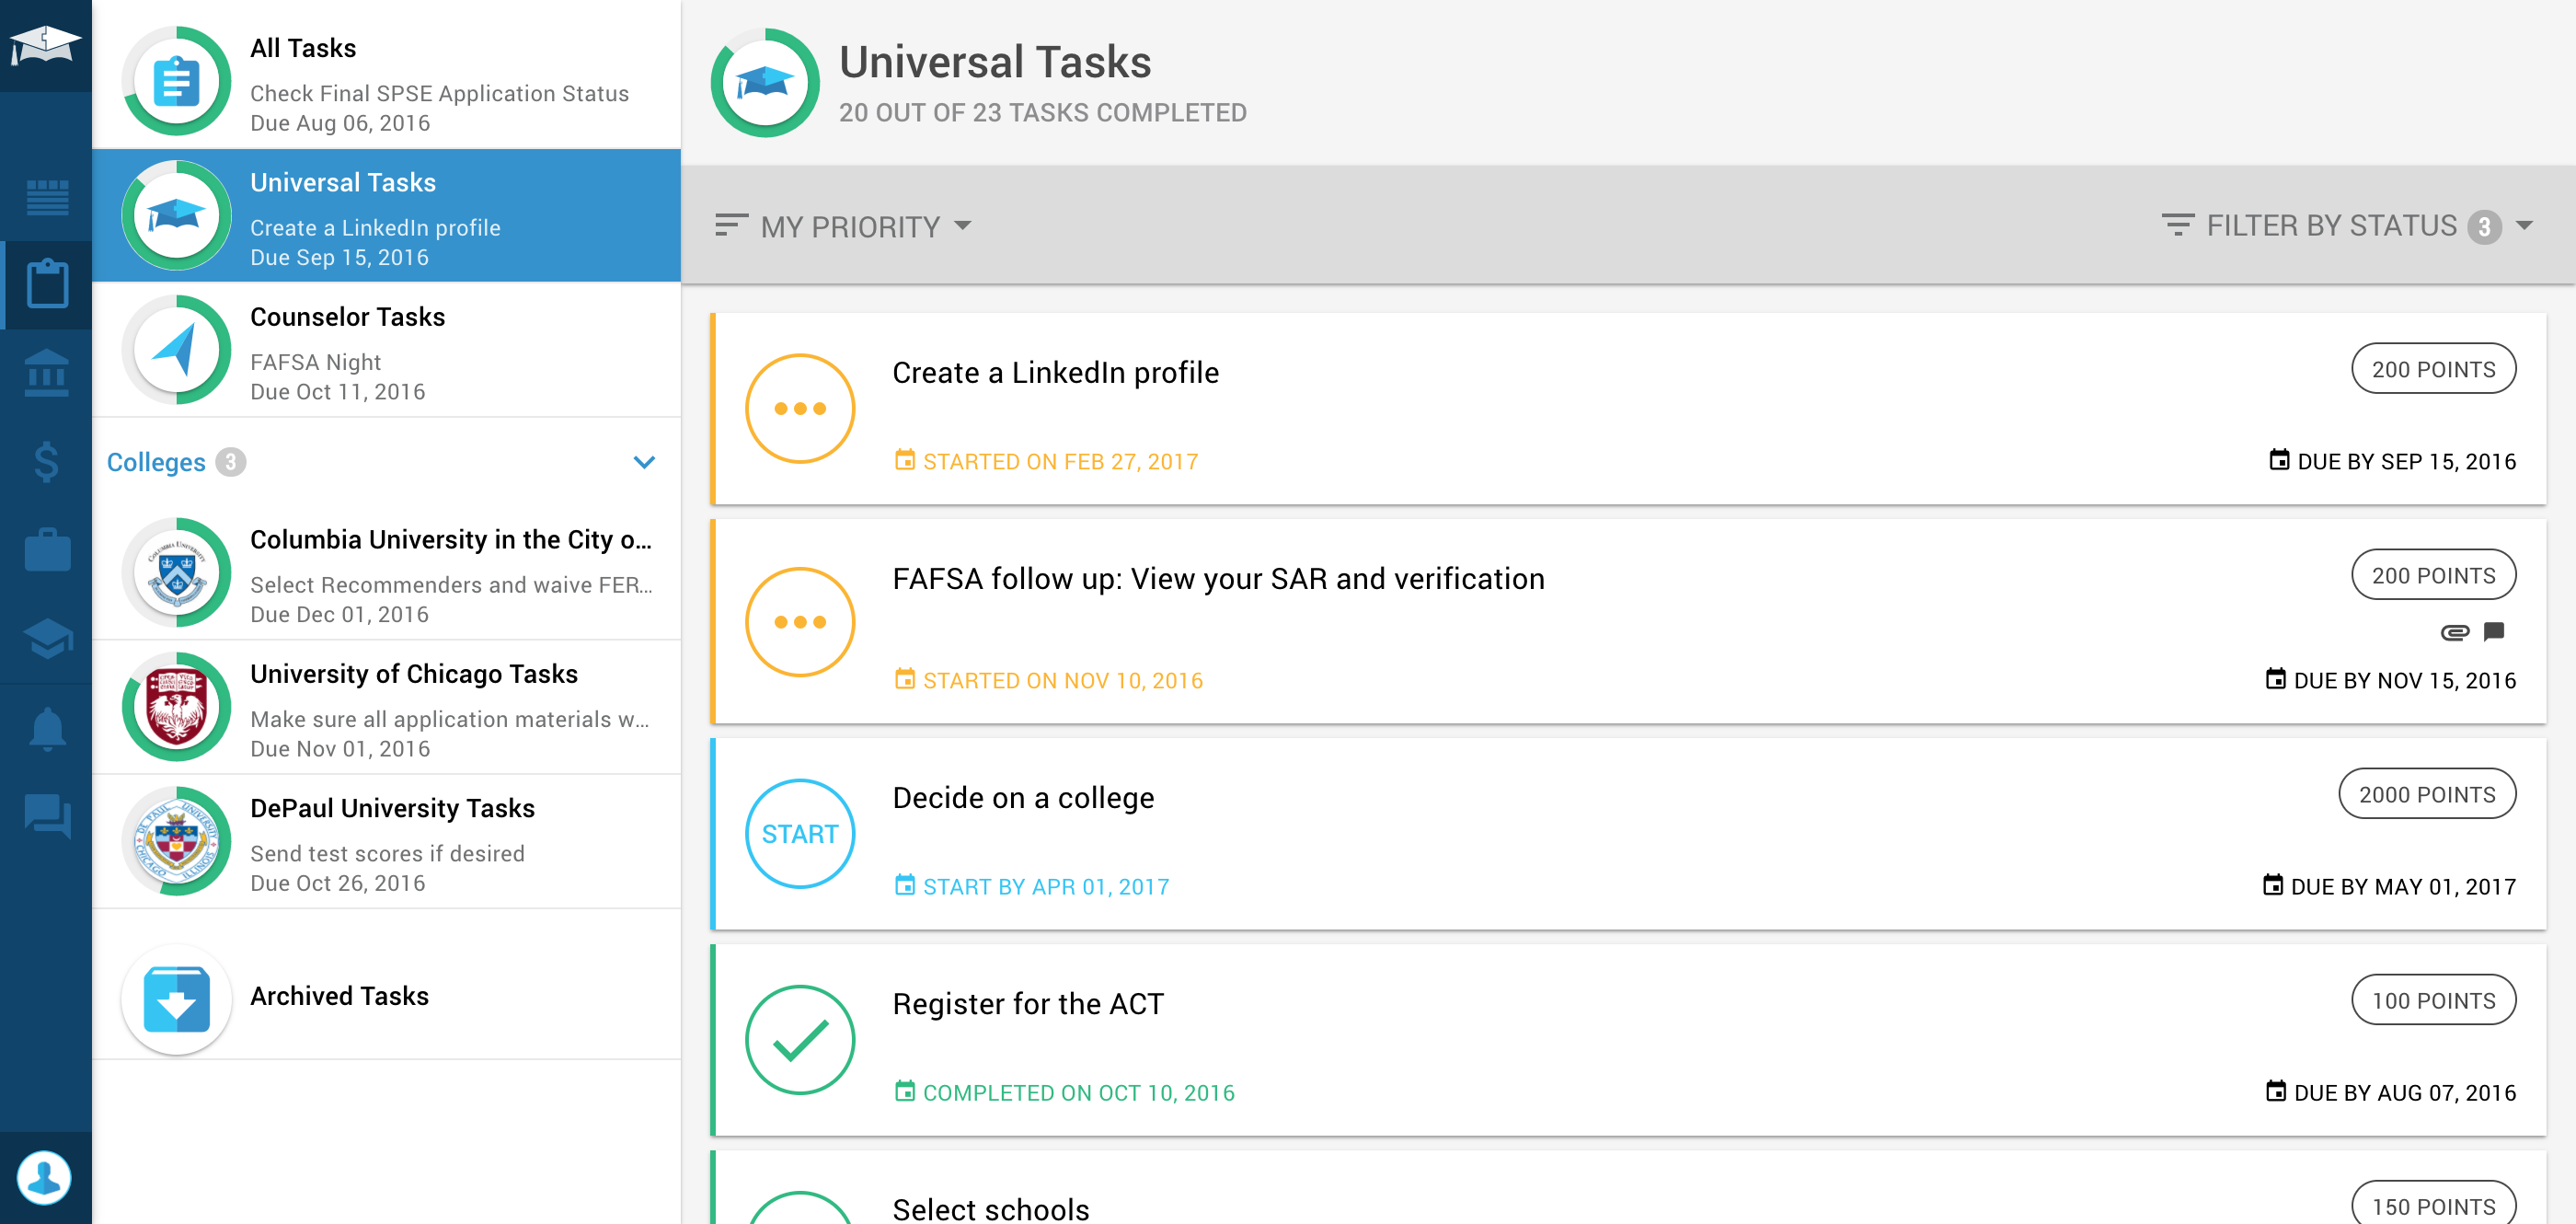 All Tasks
Check Final SPSE Application Status
Due Aug 06, 2016
Universal Tasks
Create a LinkedIn profile
Due Sep 15, 2016
Counselor Tasks
FAFSA Night
Due Oct 11, 2016
Colleges 3
Columbia University in the City o...
Select Recommenders and waive FER...
Due Dec 01, 2016
University of Chicago Tasks
Make sure all application materials w...
Due Nov 01, 2016
DePaul University Tasks
Send test scores if desired
Due Oct 26, 2016
Archived Tasks
Universal Tasks
20 OUT OF 23 TASKS COMPLETED
MY PRIORITY
FILTER BY STATUS 3
Create a LinkedIn profile
200 POINTS
STARTED ON FEB 27, 2017
DUE BY SEP 15, 2016
FAFSA follow up: View your SAR and verification
200 POINTS
STARTED ON NOV 10, 2016
DUE BY NOV 15, 2016
START
Decide on a college
2000 POINTS
START BY APR 01, 2017
DUE BY MAY 01, 2017
Register for the ACT
100 POINTS
COMPLETED ON OCT 10, 2016
DUE BY AUG 07, 2016
Select schools
150 POINTS